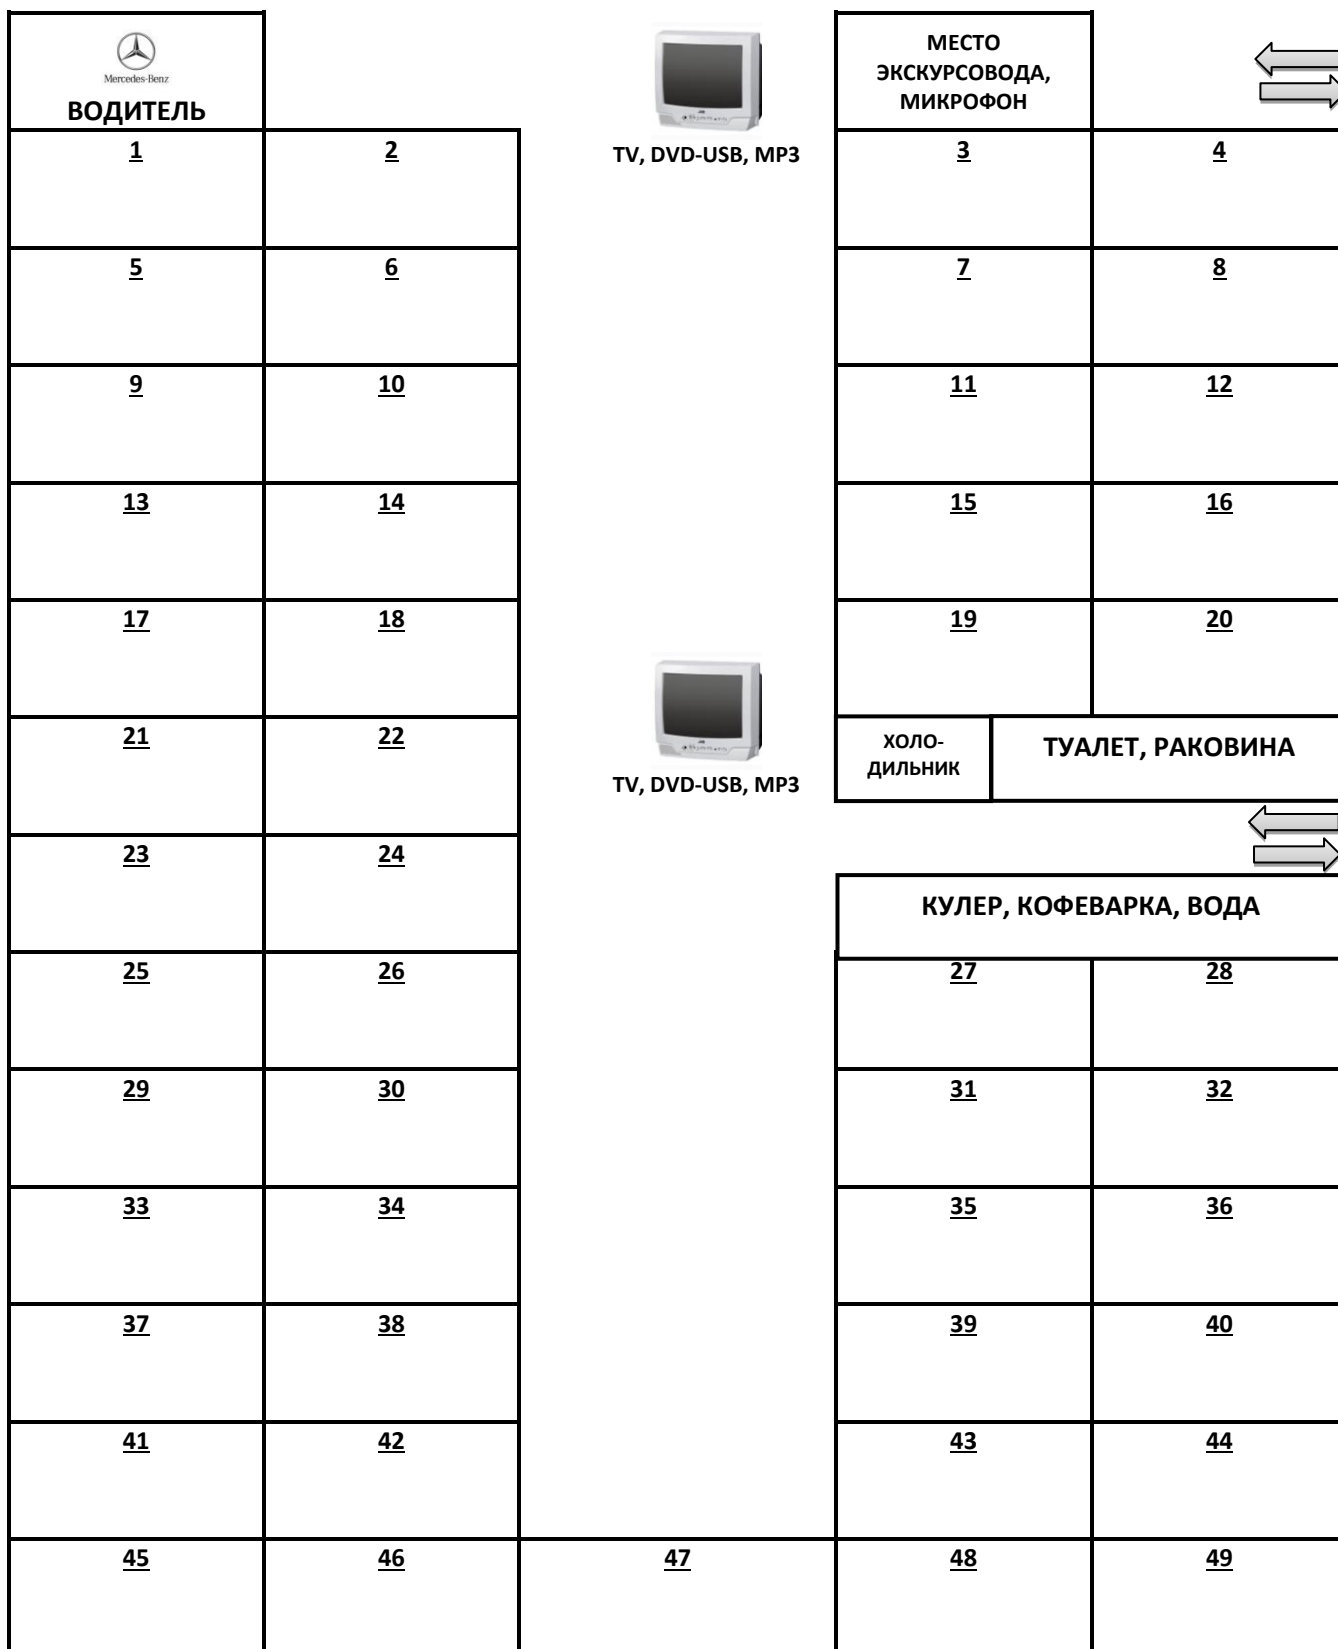 Mercedes-Benz
ВОДИТЕЛЬ
МЕСТО
ЭКСКУРСОВОДА,
МИКРОФОН
1 2 TV, DVD-USB, MP3 3 4
5 6 7 8
9 10 11 12
13 14 15 16
17 18 19 20
21 22 TV, DVD-USB, MP3
ХОЛО-
ДИЛЬНИК
ТУАЛЕТ, РАКОВИНА
23 24
КУЛЕР, КОФЕВАРКА, ВОДА
25 26 27 28
29 30 31 32
33 34 35 36
37 38 39 40
41 42 43 44
45 46 47 48 49